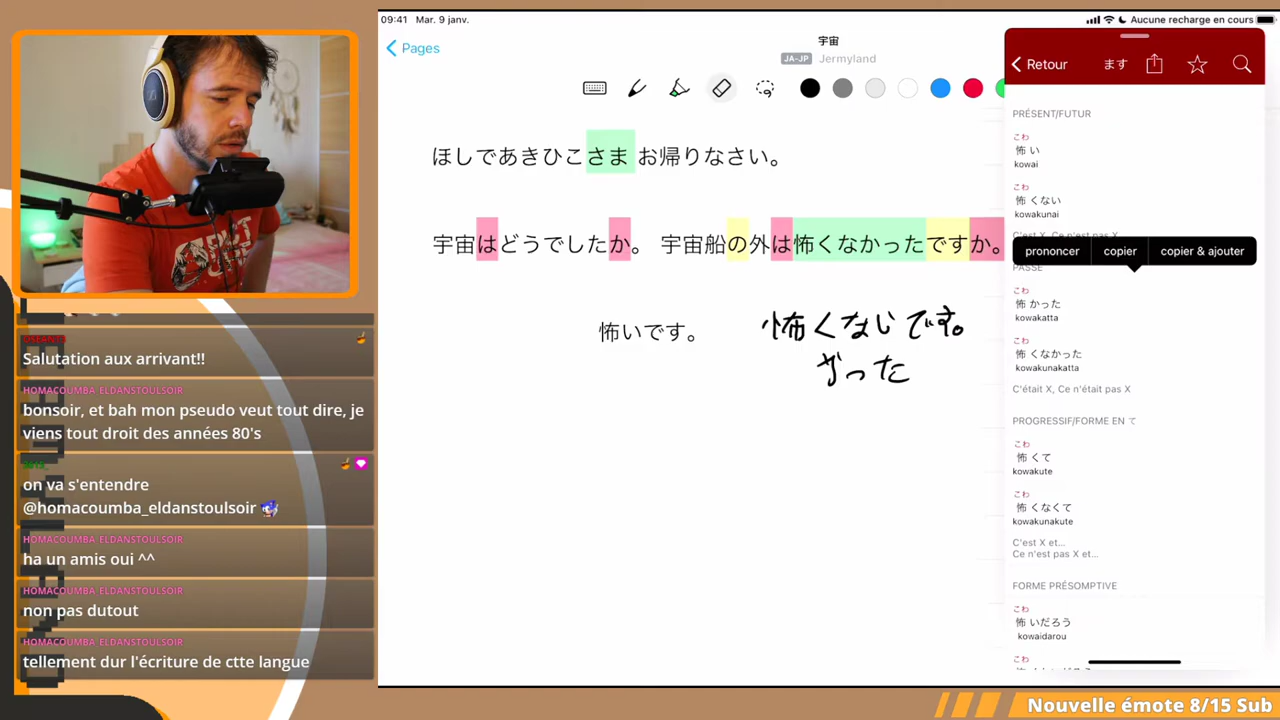 09:41 Mar. 9 janv.
Aucune recharge en cours
Pages
宇宙
JA-JP Jermyland
ほしであきひこさまお帰りなさい。
宇宙はどうでしたか。 宇宙船の外は怖くなかったですか。
怖いです。
怖くないです。
かった
Retour
ます
PRÉSENT/FUTUR
こわ
怖 い
kowai
こわ
怖 くない
kowakunai
C'est X, Ce n'est pas X
prononcer
copier
copier & ajouter
PASSÉ
こわ
怖 かった
kowakatta
こわ
怖 くなかった
kowakunakatta
C'était X, Ce n'était pas X
PROGRESSIF/FORME EN て
こわ
怖 くて
kowakute
こわ
怖 くなくて
kowakunakute
C'est X et...
Ce n'est pas X et...
FORME PRÉSOMPTIVE
こわ
怖 いだろう
kowaidarou
こわ
Salutation aux arrivant!!
HOMACOUMBA_ELDANSTOULSOIR
bonsoir, et bah mon pseudo veut tout dire, je
viens tout droit des années 80's
on va s'entendre
@homacoumba_eldanstoulsoir
HOMACOUMBA_ELDANSTOULSOIR
ha un amis oui ^^
HOMACOUMBA_ELDANSTOULSOIR
non pas dutout
HOMACOUMBA_ELDANSTOULSOIR
tellement dur l'écriture de ctte langue
Nouvelle émote 8/15 Sub